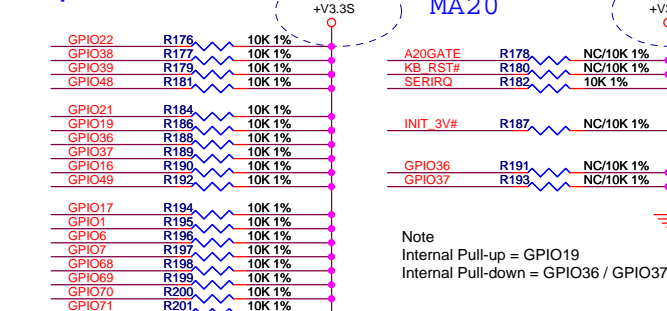 +V3.3S MA20
GPIO22 R176 10K 1%
GPIO38 R177 10K 1%
GPIO39 R179 10K 1%
GPIO48 R181 10K 1%
GPIO21 R184 10K 1%
GPIO19 R186 10K 1%
GPIO36 R188 10K 1%
GPIO37 R189 10K 1%
GPIO16 R190 10K 1%
GPIO49 R192 10K 1%
GPIO17 R194 10K 1%
GPIO1 R195 10K 1%
GPIO6 R196 10K 1%
GPIO7 R197 10K 1%
GPIO68 R198 10K 1%
GPIO69 R199 10K 1%
GPIO70 R200 10K 1%
GPIO71 R201 10K 1%
A20GATE R178 NC/10K 1%
KB_RST# R180 NC/10K 1%
SERIRQ R182 10K 1%
INIT_3V# R187 NC/10K 1%
GPIO36 R191 NC/10K 1%
GPIO37 R193 NC/10K 1%
Note
Internal Pull-up = GPIO19
Internal Pull-down = GPIO36 / GPIO37